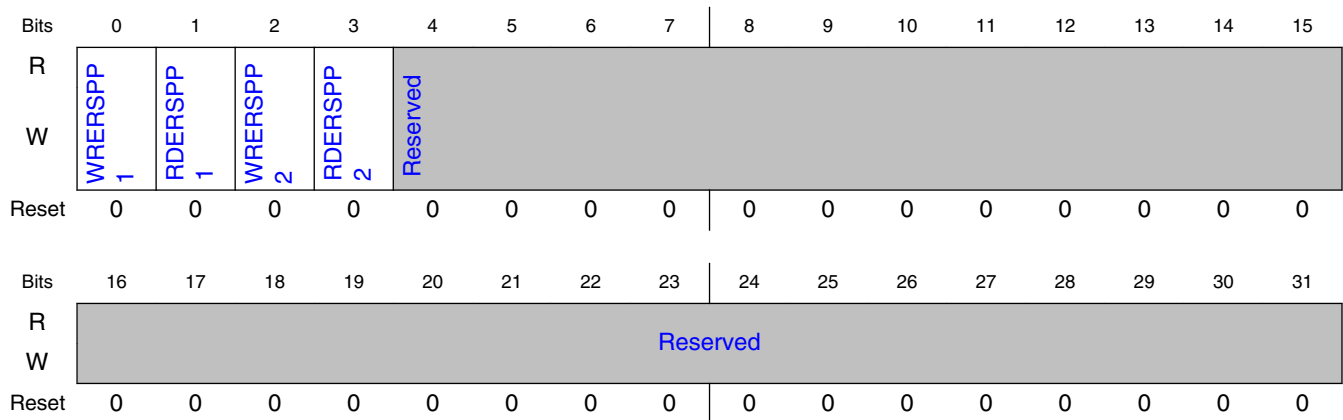 Bits 0 1 2 3 4 5 6 7 8 9 10 11 12 13 14 15
R
W
WRERSPP
1
RDERSPP
1
WRERSPP
2
RDERSPP
2
Reserved
Reset 0 0 0 0 0 0 0 0 0 0 0 0 0 0 0 0
Bits 16 17 18 19 20 21 22 23 24 25 26 27 28 29 30 31
R
Reserved
W
Reset 0 0 0 0 0 0 0 0 0 0 0 0 0 0 0 0